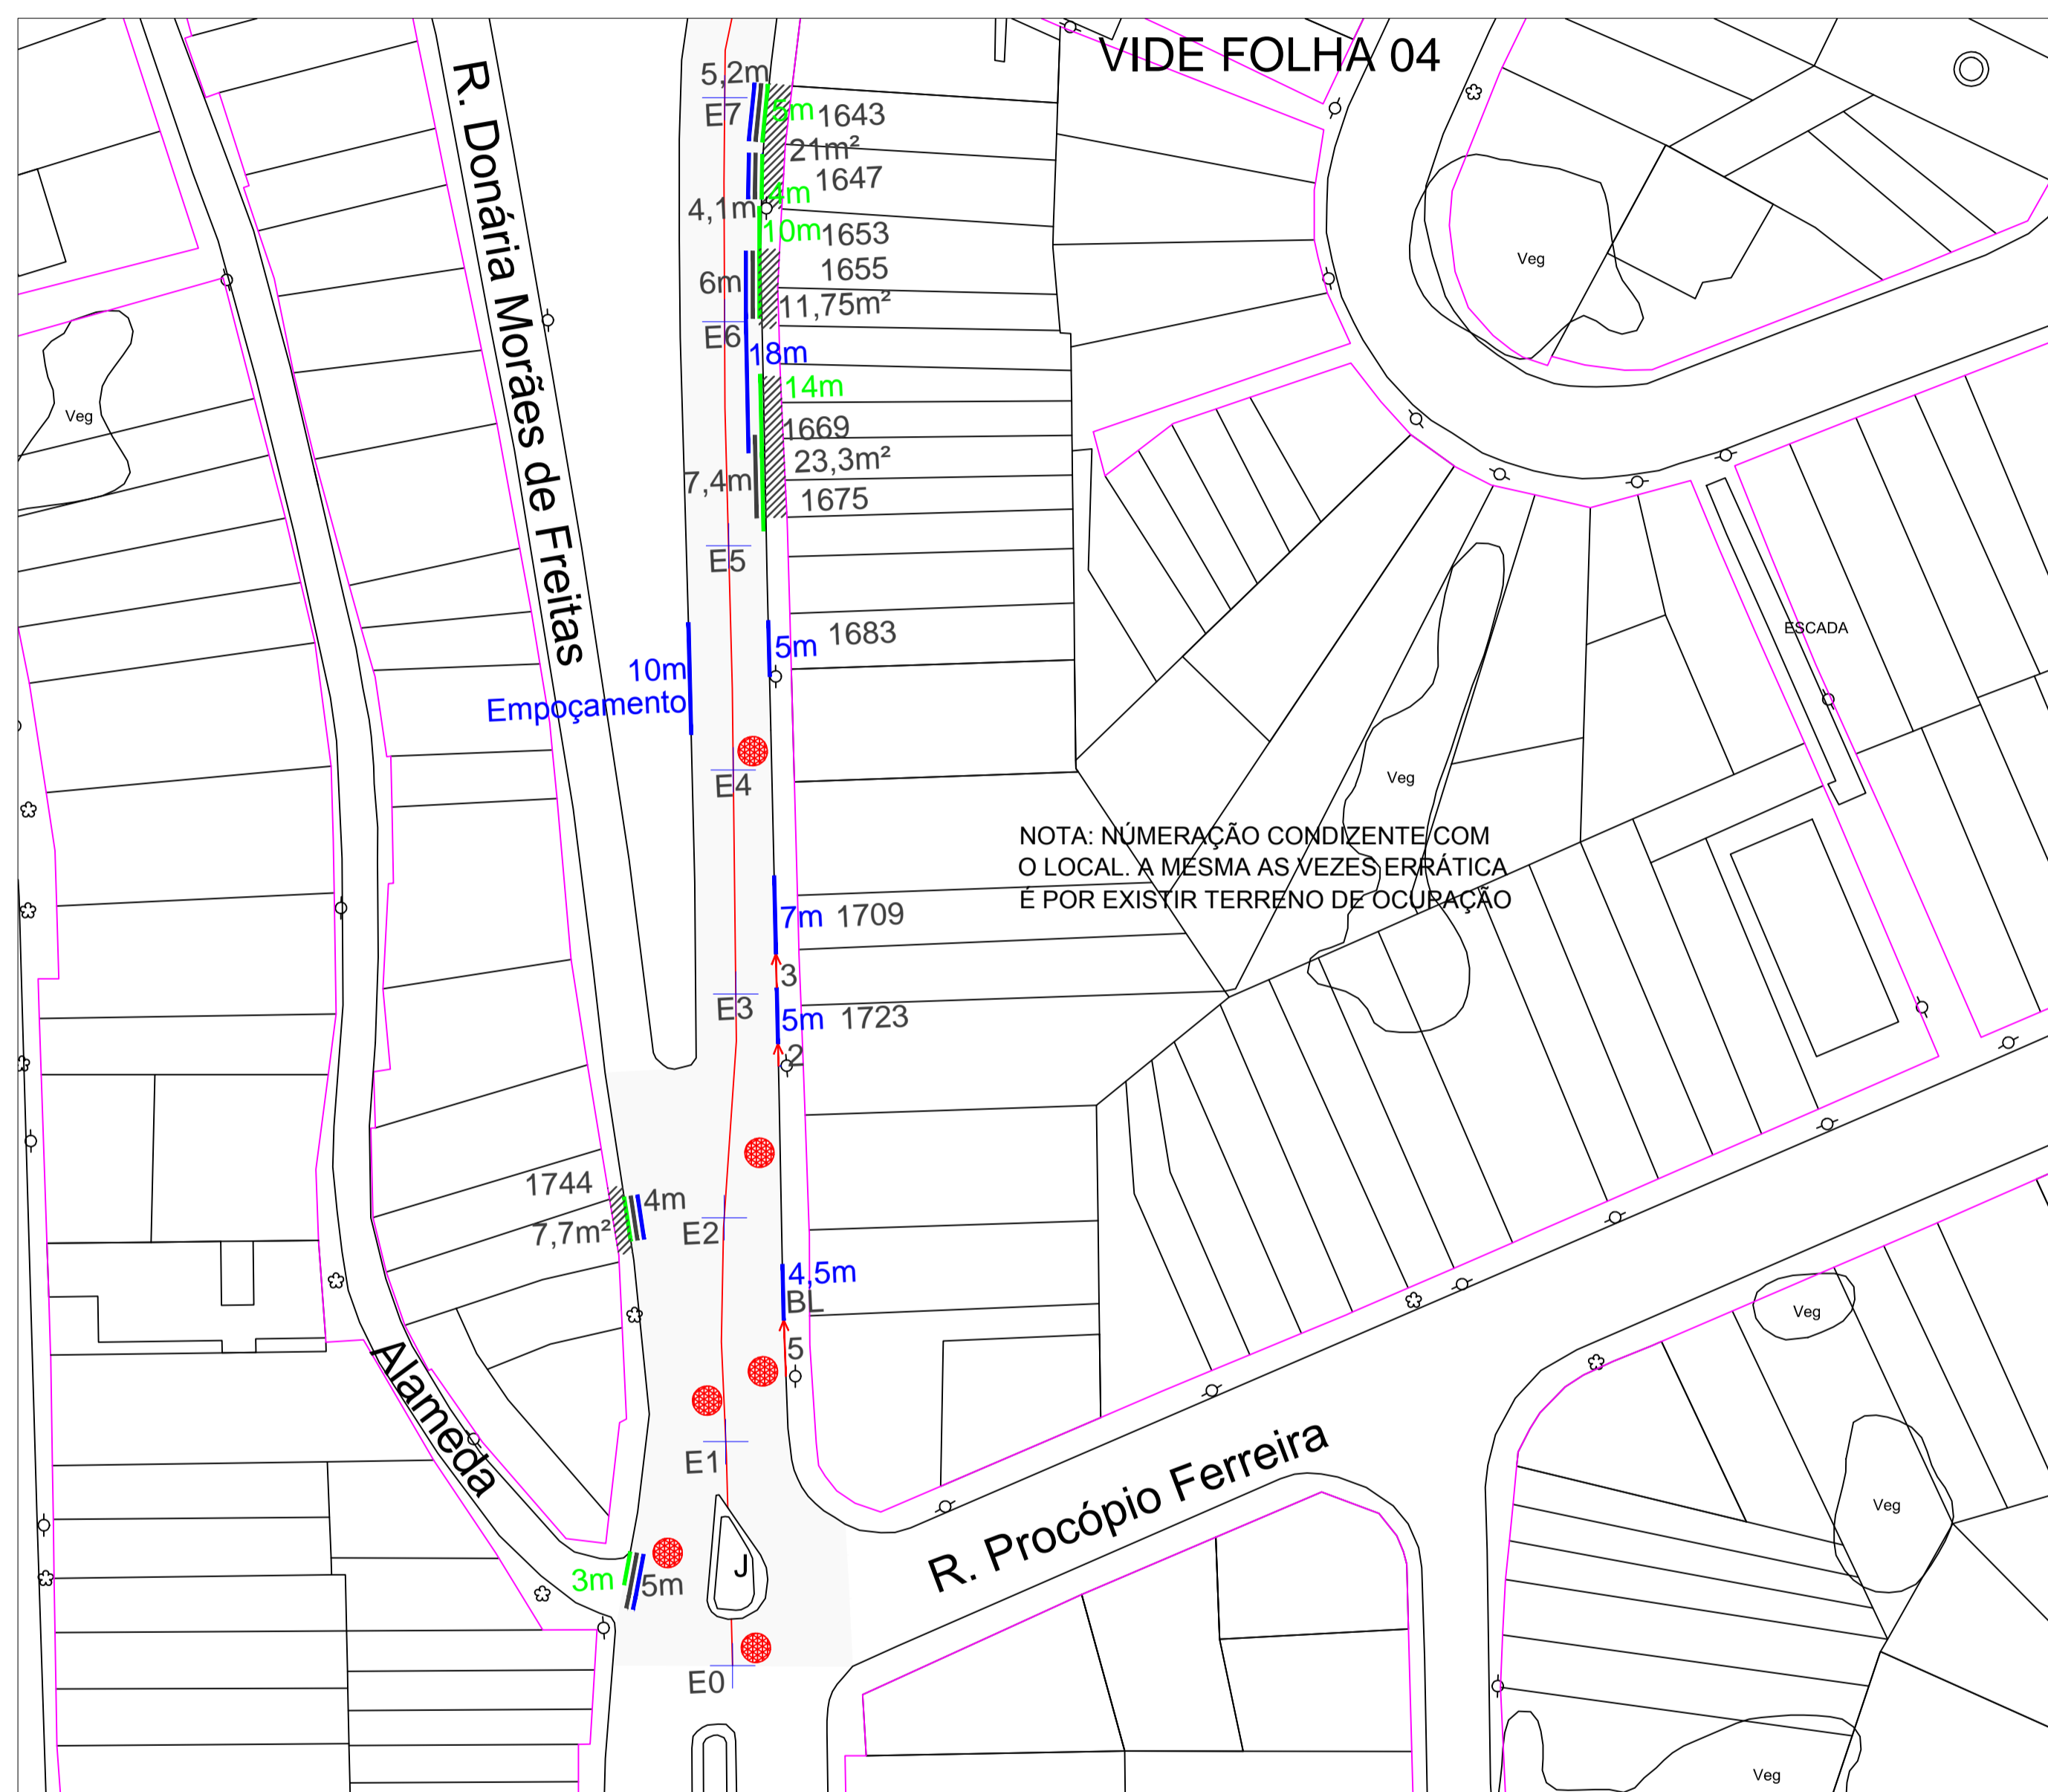 VIDE FOLHA 04
R. Donária Morães de Freitas
5,2m
E7
5m
1643
21m²
1647
4m
4,1m
10m
1653
1655
6m
11,75m²
E6
18m
14m
1669
23,3m²
7,4m
1675
E5
Veg
Veg
ESCADA
5m
1683
10m
Empoçamento
E4
Veg
NOTA: NÚMERAÇÃO CONDIZENTE COM
O LOCAL. A MESMA AS VEZES ERRÁTICA
É POR EXISTIR TERRENO DE OCUPAÇÃO
7m
1709
3
E3
5m
1723
2
1744
4m
7,7m²
E2
4,5m
BL
5
Veg
Alameda
E1
R. Procópio Ferreira
Veg
J
3m
5m
E0
Veg